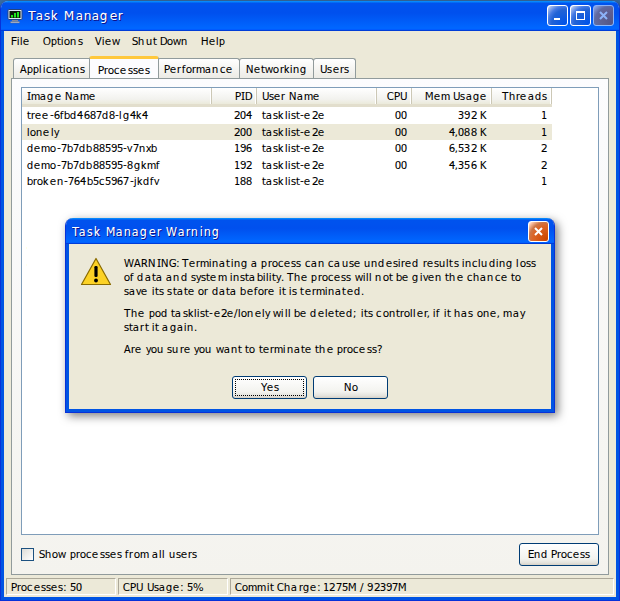 Task Manager
File Options View Shut Down Help
Applications Processes Performance Networking Users
Image Name PID User Name CPU Mem Usage Threads
tree-6fbd4687d8-lg4k4 204 tasklist-e2e 00 392 K 1
lonely 200 tasklist-e2e 00 4,088 K 1
demo-7b7db88595-v7nxb 196 tasklist-e2e 00 6,532 K 2
demo-7b7db88595-8gkmf 192 tasklist-e2e 00 4,356 K 2
broken-764b5c5967-jkdfv 188 tasklist-e2e 1
Task Manager Warning
WARNING: Terminating a process can cause undesired results including loss
of data and system instability. The process will not be given the chance to
save its state or data before it is terminated.
The pod tasklist-e2e/lonely will be deleted; its controller, if it has one, may
start it again.
Are you sure you want to terminate the process?
Yes No
Show processes from all users End Process
Processes: 50 CPU Usage: 5% Commit Charge: 1275M / 92397M